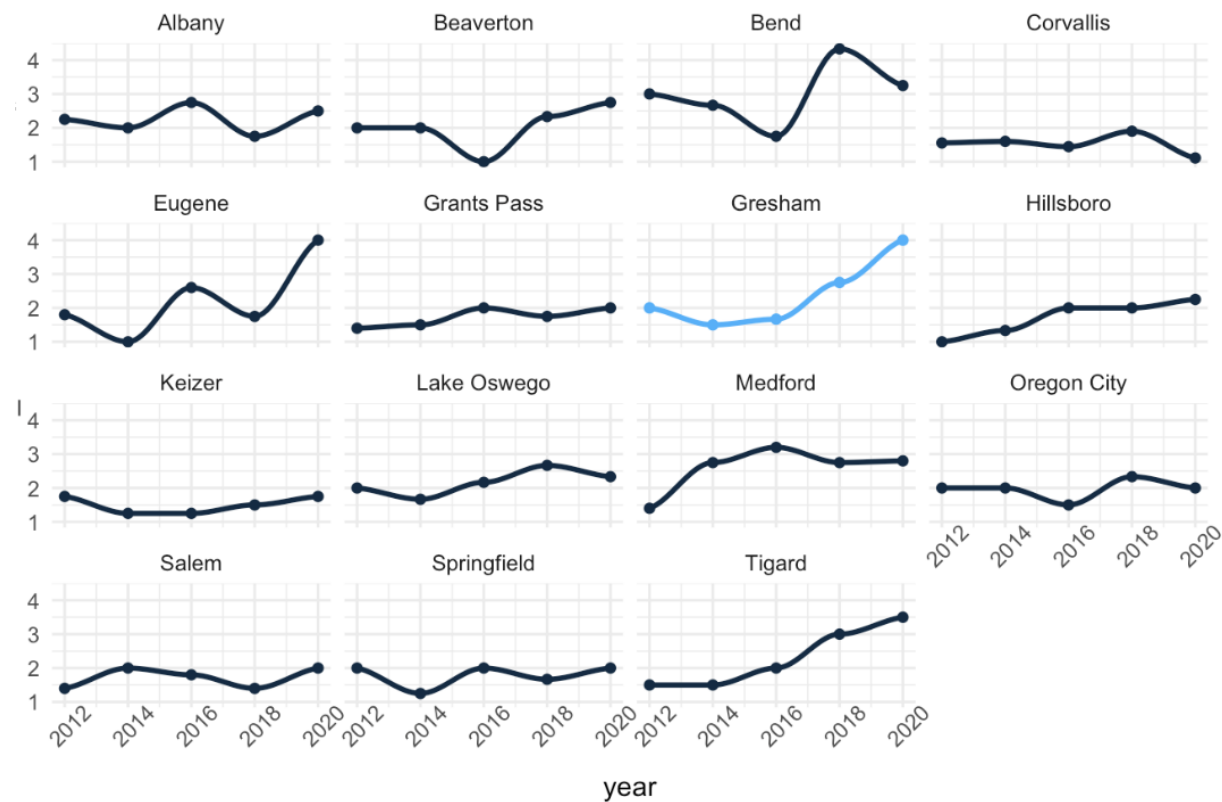 Albany Beaverton Bend Corvallis
4
3
2
1
Eugene Grants Pass Gresham Hillsboro
4
3
2
1
Keizer Lake Oswego Medford Oregon City
4
3
2
1
2012 2014 2016 2018 2020
Salem Springfield Tigard
4
3
2
1
2012 2014 2016 2018 2020 2012 2014 2016 2018 2020 2012 2014 2016 2018 2020
year